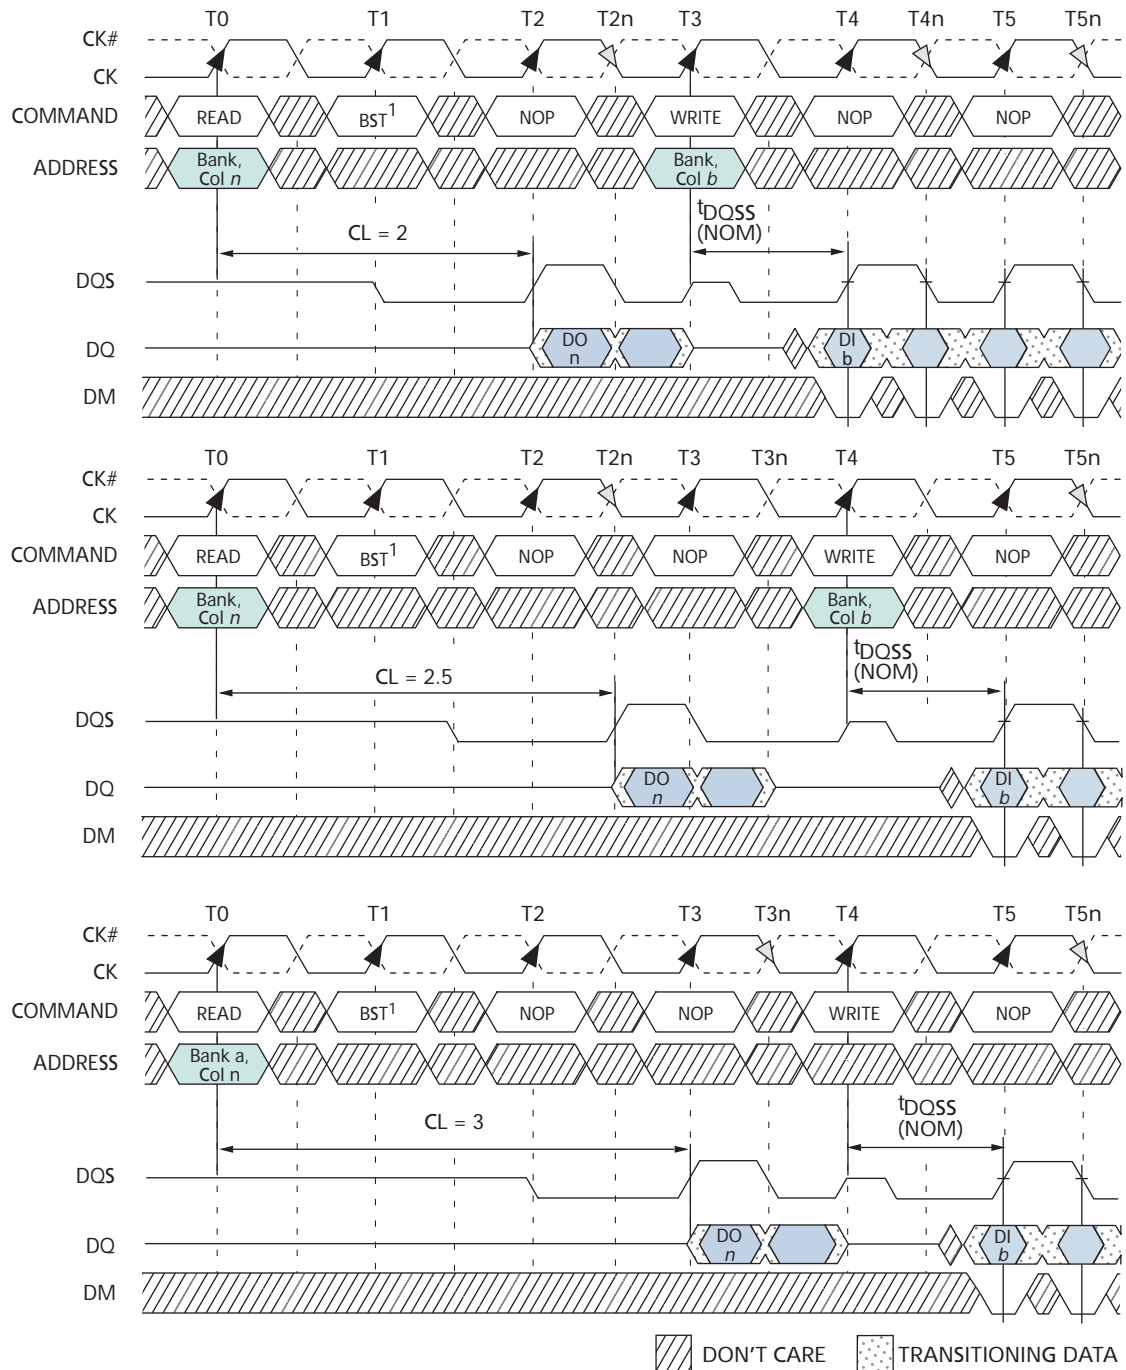 T0 T1 T2 T2n T3 T4 T4n T5 T5n
CK#
CK
COMMAND READ BST1 NOP WRITE NOP NOP
ADDRESS Bank, Col n Bank, Col b
CL = 2 tDQSS (NOM)
DQS
DQ DO n DI b
DM
T0 T1 T2 T2n T3 T3n T4 T5 T5n
CK#
CK
COMMAND READ BST1 NOP NOP WRITE NOP
ADDRESS Bank, Col n Bank, Col b
CL = 2.5 tDQSS (NOM)
DQS
DQ DO n DI b
DM
T0 T1 T2 T3 T3n T4 T5 T5n
CK#
CK
COMMAND READ BST1 NOP NOP WRITE NOP
ADDRESS Bank a, Col n
CL = 3 tDQSS (NOM)
DQS
DQ DO n DI b
DM
DON'T CARE TRANSITIONING DATA